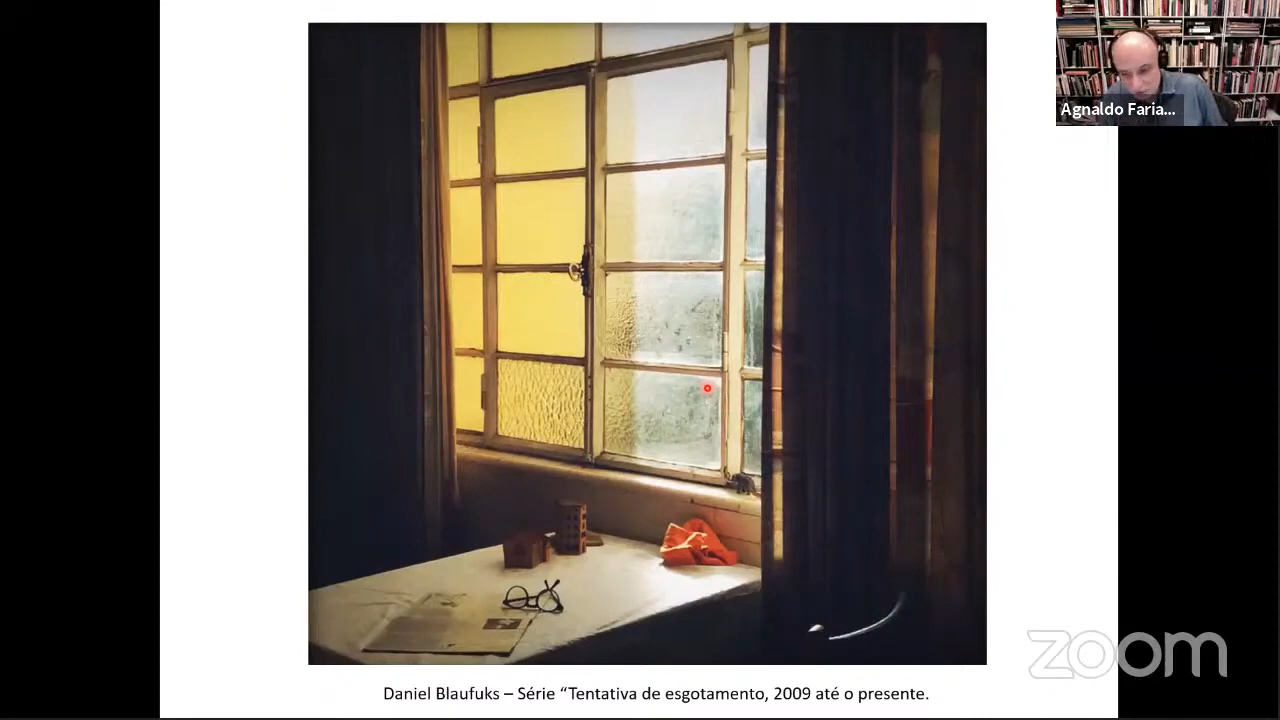 Agnaldo Faria...
zoom
Daniel Blaufuks – Série “Tentativa de esgotamento, 2009 até o presente.